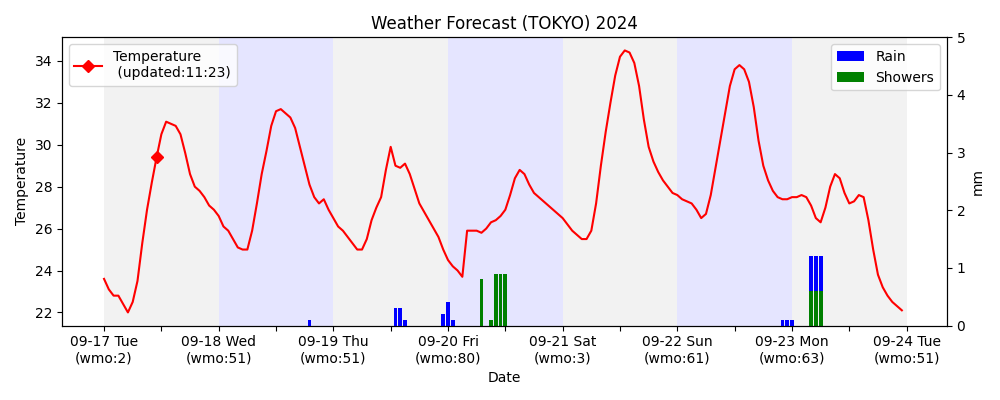 Weather Forecast (TOKYO) 2024
Temperature
(updated:11:23)
Rain
Showers
Temperature
34
32
30
28
26
24
22
5
4
3
2
1
0
mm
09-17 Tue
(wmo:2)
09-18 Wed
(wmo:51)
09-19 Thu
(wmo:51)
09-20 Fri
(wmo:80)
09-21 Sat
(wmo:3)
09-22 Sun
(wmo:61)
09-23 Mon
(wmo:63)
09-24 Tue
(wmo:51)
Date